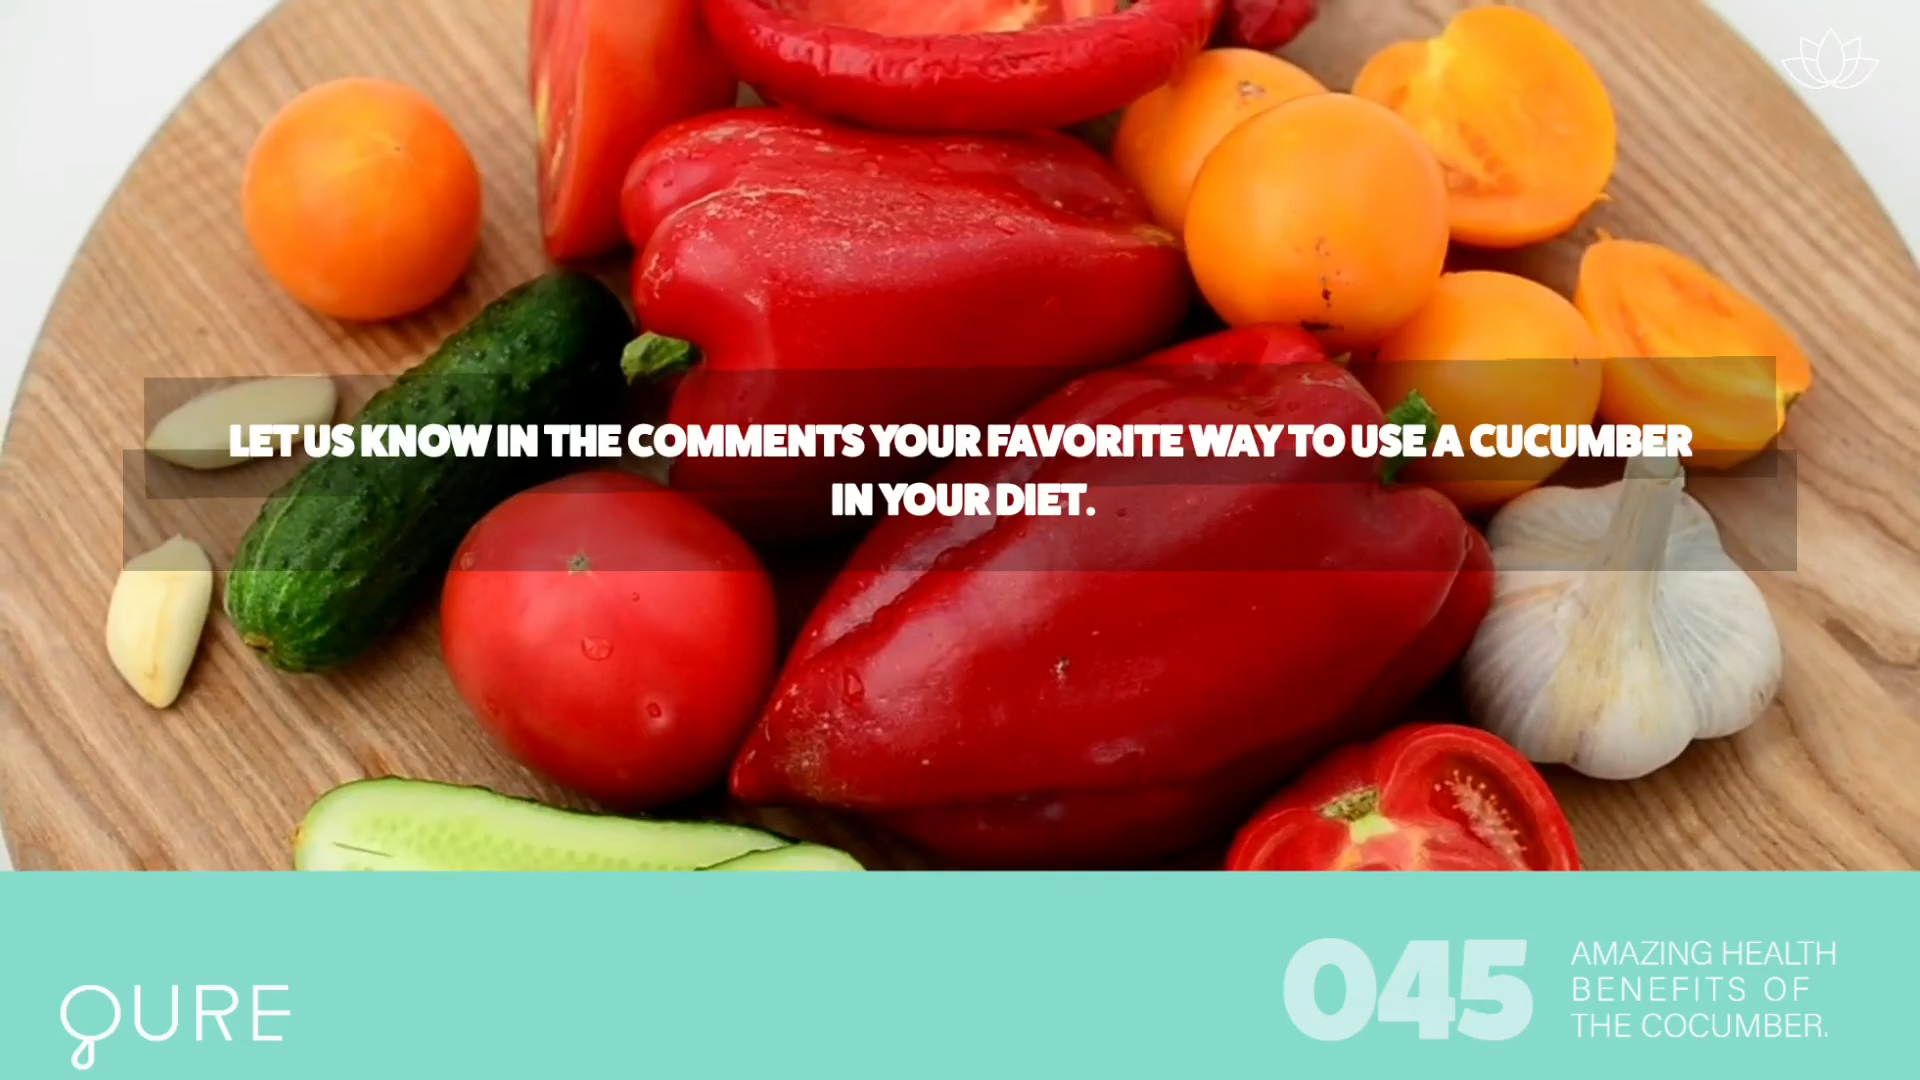 LET US KNOW IN THE COMMENTS YOUR FAVORITE WAY TO USE A CUCUMBER
IN YOUR DIET.
QURE
045
AMAZING HEALTH
BENEFITS OF
THE COCUMBER.